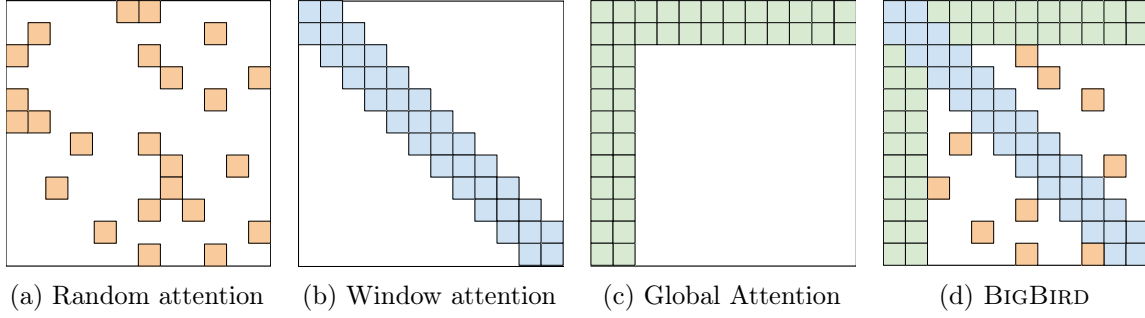 (a) Random attention
(b) Window attention
(c) Global Attention
(d) BIGBIRD